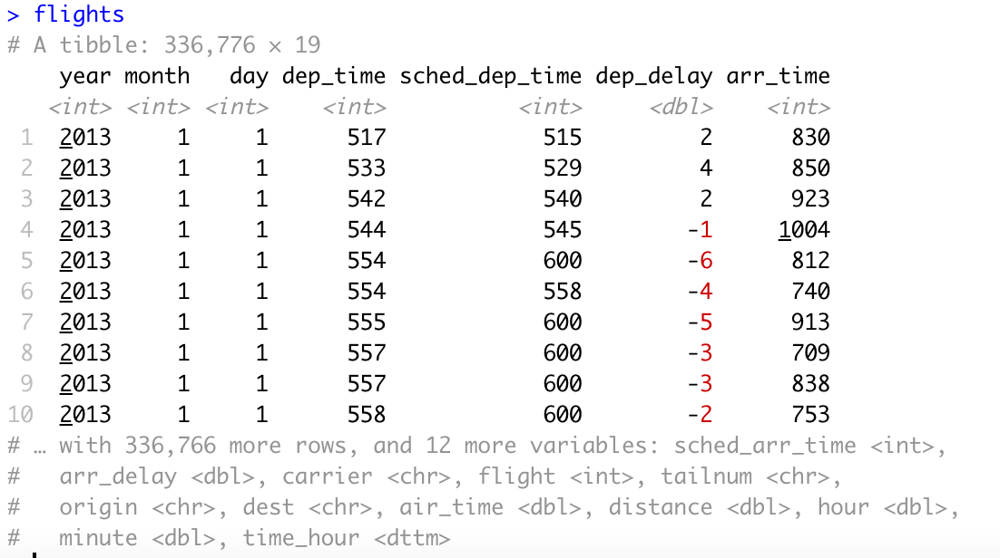 > flights
# A tibble: 336,776 × 19
year month day dep_time sched_dep_time dep_delay arr_time
<int> <int> <int> <int> <int> <dbl> <int>
1 2013 1 1 517 515 2 830
2 2013 1 1 533 529 4 850
3 2013 1 1 542 540 2 923
4 2013 1 1 544 545 -1 1004
5 2013 1 1 554 600 -6 812
6 2013 1 1 554 558 -4 740
7 2013 1 1 555 600 -5 913
8 2013 1 1 557 600 -3 709
9 2013 1 1 557 600 -3 838
10 2013 1 1 558 600 -2 753
# … with 336,766 more rows, and 12 more variables: sched_arr_time <int>,
# arr_delay <dbl>, carrier <chr>, flight <int>, tailnum <chr>,
# origin <chr>, dest <chr>, air_time <dbl>, distance <dbl>, hour <dbl>,
# minute <dbl>, time_hour <dttm>